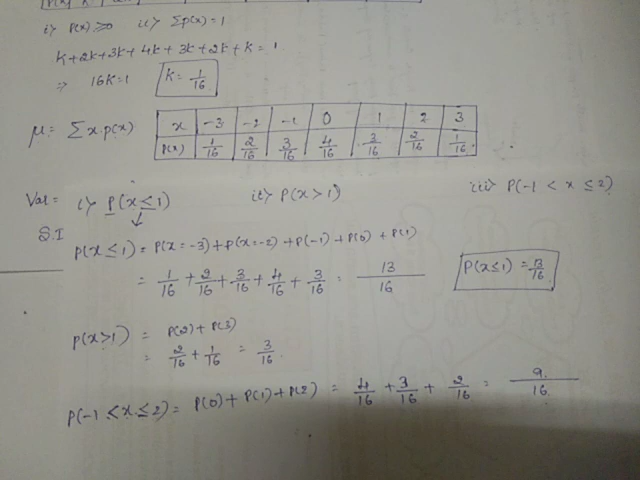 i> P(x) ≥ 0 ii> Σp(x) = 1
k+2k+3k+4k+3k+2k+k = 1
⇒ 16k=1 k = 1/16
μ = Σ x.p(x)
x -3 -2 -1 0 1 2 3
P(x) 1/16 2/16 3/16 4/16 3/16 2/16 1/16
Var = i> P(x≤1) ii> P(x>1) iii> P(-1 < x ≤ 2)
S.I
P(x ≤ 1) = P(x=-3)+p(x=-2)+P(-1)+P(0)+P(1)
= 1/16 + 2/16 + 3/16 + 4/16 + 3/16 = 13/16 P(x≤1) = 13/16
P(x>1) = P(2) + P(3)
= 2/16 + 1/16 = 3/16
P(-1 < x ≤ 2) = P(0) + P(1) + P(2) = 4/16 + 3/16 + 2/16 = 9/16